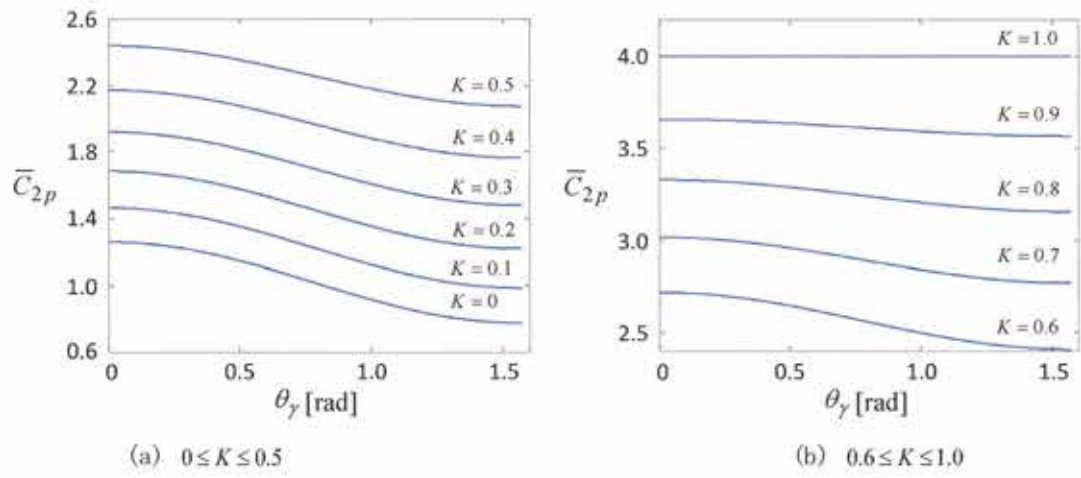 2.6
2.2
1.8
1.4
1.0
0.6
C̄₂ₚ
K = 0.5
K = 0.4
K = 0.3
K = 0.2
K = 0.1
K = 0
0 0.5 1.0 1.5
θᵧ [rad]
(a) 0 ≤ K ≤ 0.5
4.0
3.5
3.0
2.5
C̄₂ₚ
K = 1.0
K = 0.9
K = 0.8
K = 0.7
K = 0.6
0 0.5 1.0 1.5
θᵧ [rad]
(b) 0.6 ≤ K ≤ 1.0